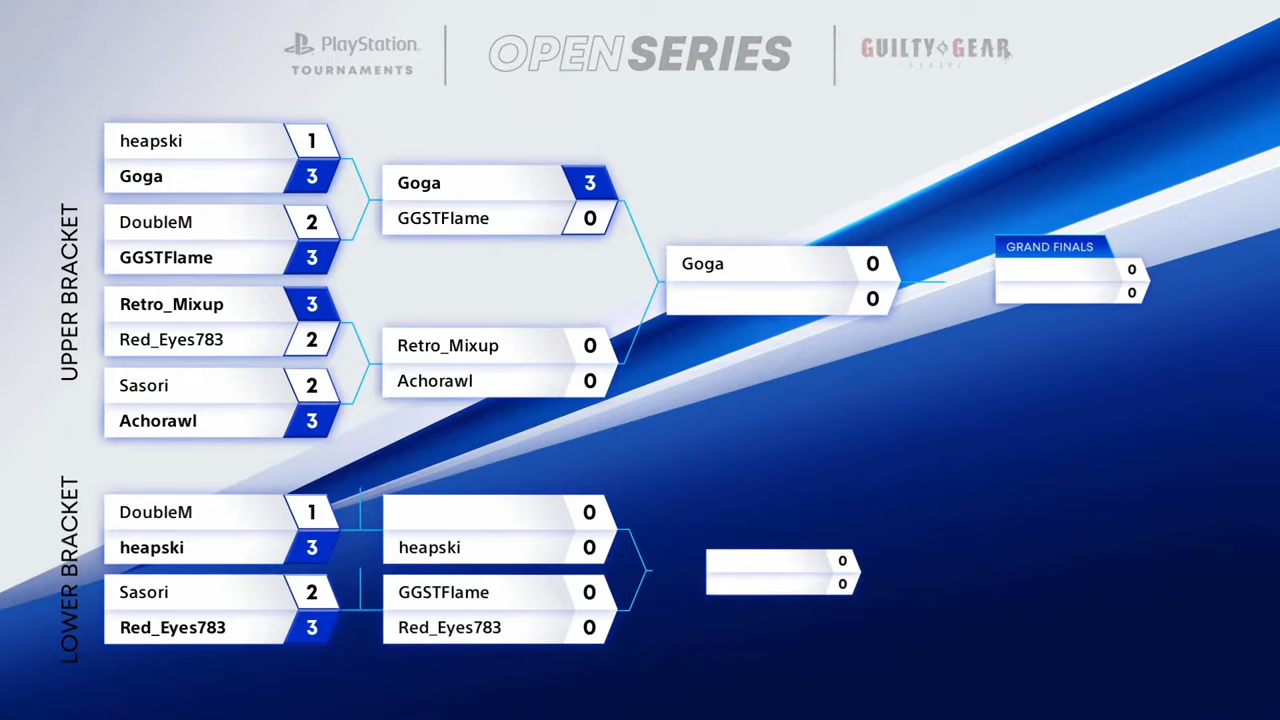 PlayStation.
TOURNAMENTS
OPEN SERIES
GUILTY GEAR
UPPER BRACKET
heapski 1
Goga 3
DoubleM 2
GGSTFlame 3
Retro_Mixup 3
Red_Eyes783 2
Sasori 2
Achorawl 3
Goga 3
GGSTFlame 0
Retro_Mixup 0
Achorawl 0
Goga 0
0
GRAND FINALS
0
0
LOWER BRACKET
DoubleM 1
heapski 3
Sasori 2
Red_Eyes783 3
0
heapski 0
GGSTFlame 0
Red_Eyes783 0
0
0